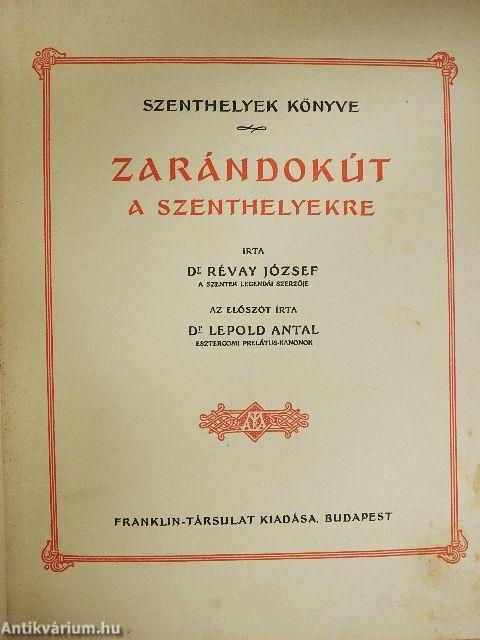 SZENTHELYEK KÖNYVE
ZARÁNDOKÚT
A SZENTHELYEKRE
IRTA
Dr RÉVAY JÓZSEF
A SZENTEK LEGENDÁI SZERZŐJE
AZ ELŐSZÓT ÍRTA
Dr LEPOLD ANTAL
ESZTERGOMI PRELÁTUS-KANONOK
FRANKLIN-TÁRSULAT KIADÁSA, BUDAPEST
Antikvárium.hu